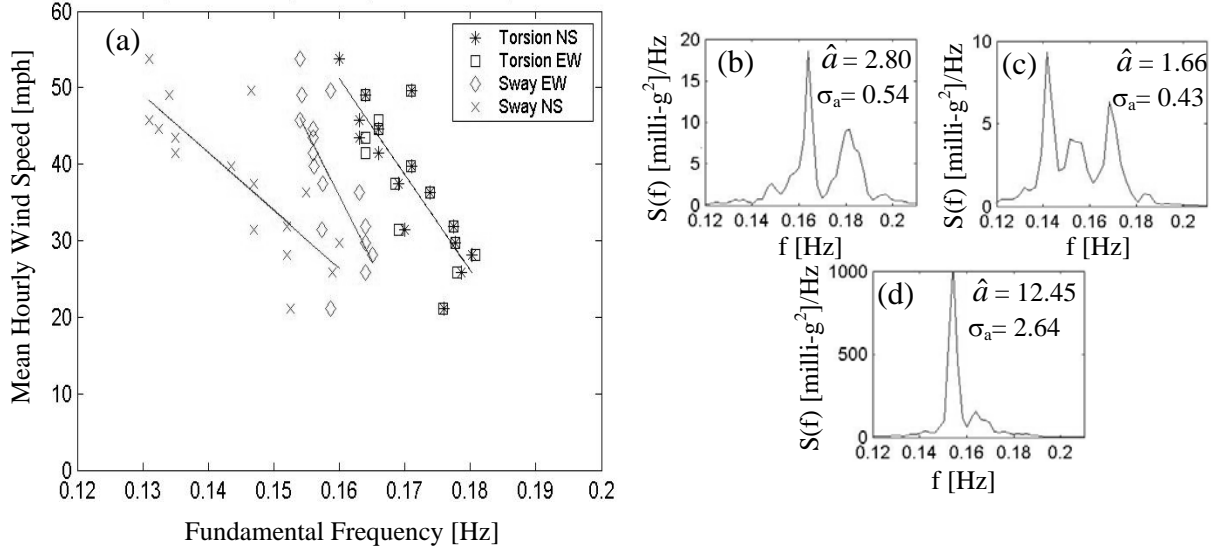 (a)
Torsion NS
Torsion EW
Sway EW
Sway NS
Mean Hourly Wind Speed [mph]
60
50
40
30
20
10
0
0.12 0.13 0.14 0.15 0.16 0.17 0.18 0.19 0.2
Fundamental Frequency [Hz]
(b)
â = 2.80
σa= 0.54
S(f) [milli-g²]/Hz
20
15
10
5
0
0.12 0.14 0.16 0.18 0.2
f [Hz]
(c)
â = 1.66
σa= 0.43
S(f) [milli-g²]/Hz
10
5
0
0.12 0.14 0.16 0.18 0.2
f [Hz]
(d)
â = 12.45
σa= 2.64
S(f) [milli-g²]/Hz
1000
500
0
0.12 0.14 0.16 0.18 0.2
f [Hz]